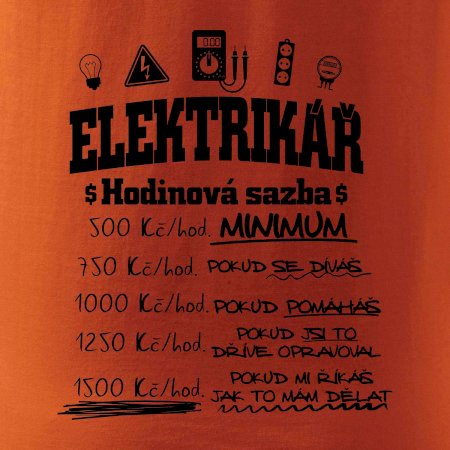 000
ELEKTRIKÁŘ
$ Hodinová sazba $
500 Kč/hod. MINIMUM
750 Kč/hod. POKUD SE DÍVÁŠ
1000 Kč/hod. POKUD POMÁHÁŠ
1250 Kč/hod. POKUD JSI TO
DŘÍVE OPRAVOVAL
1500 Kč/hod. POKUD MI ŘÍKÁŠ
JAK TO MÁM DĚLAT